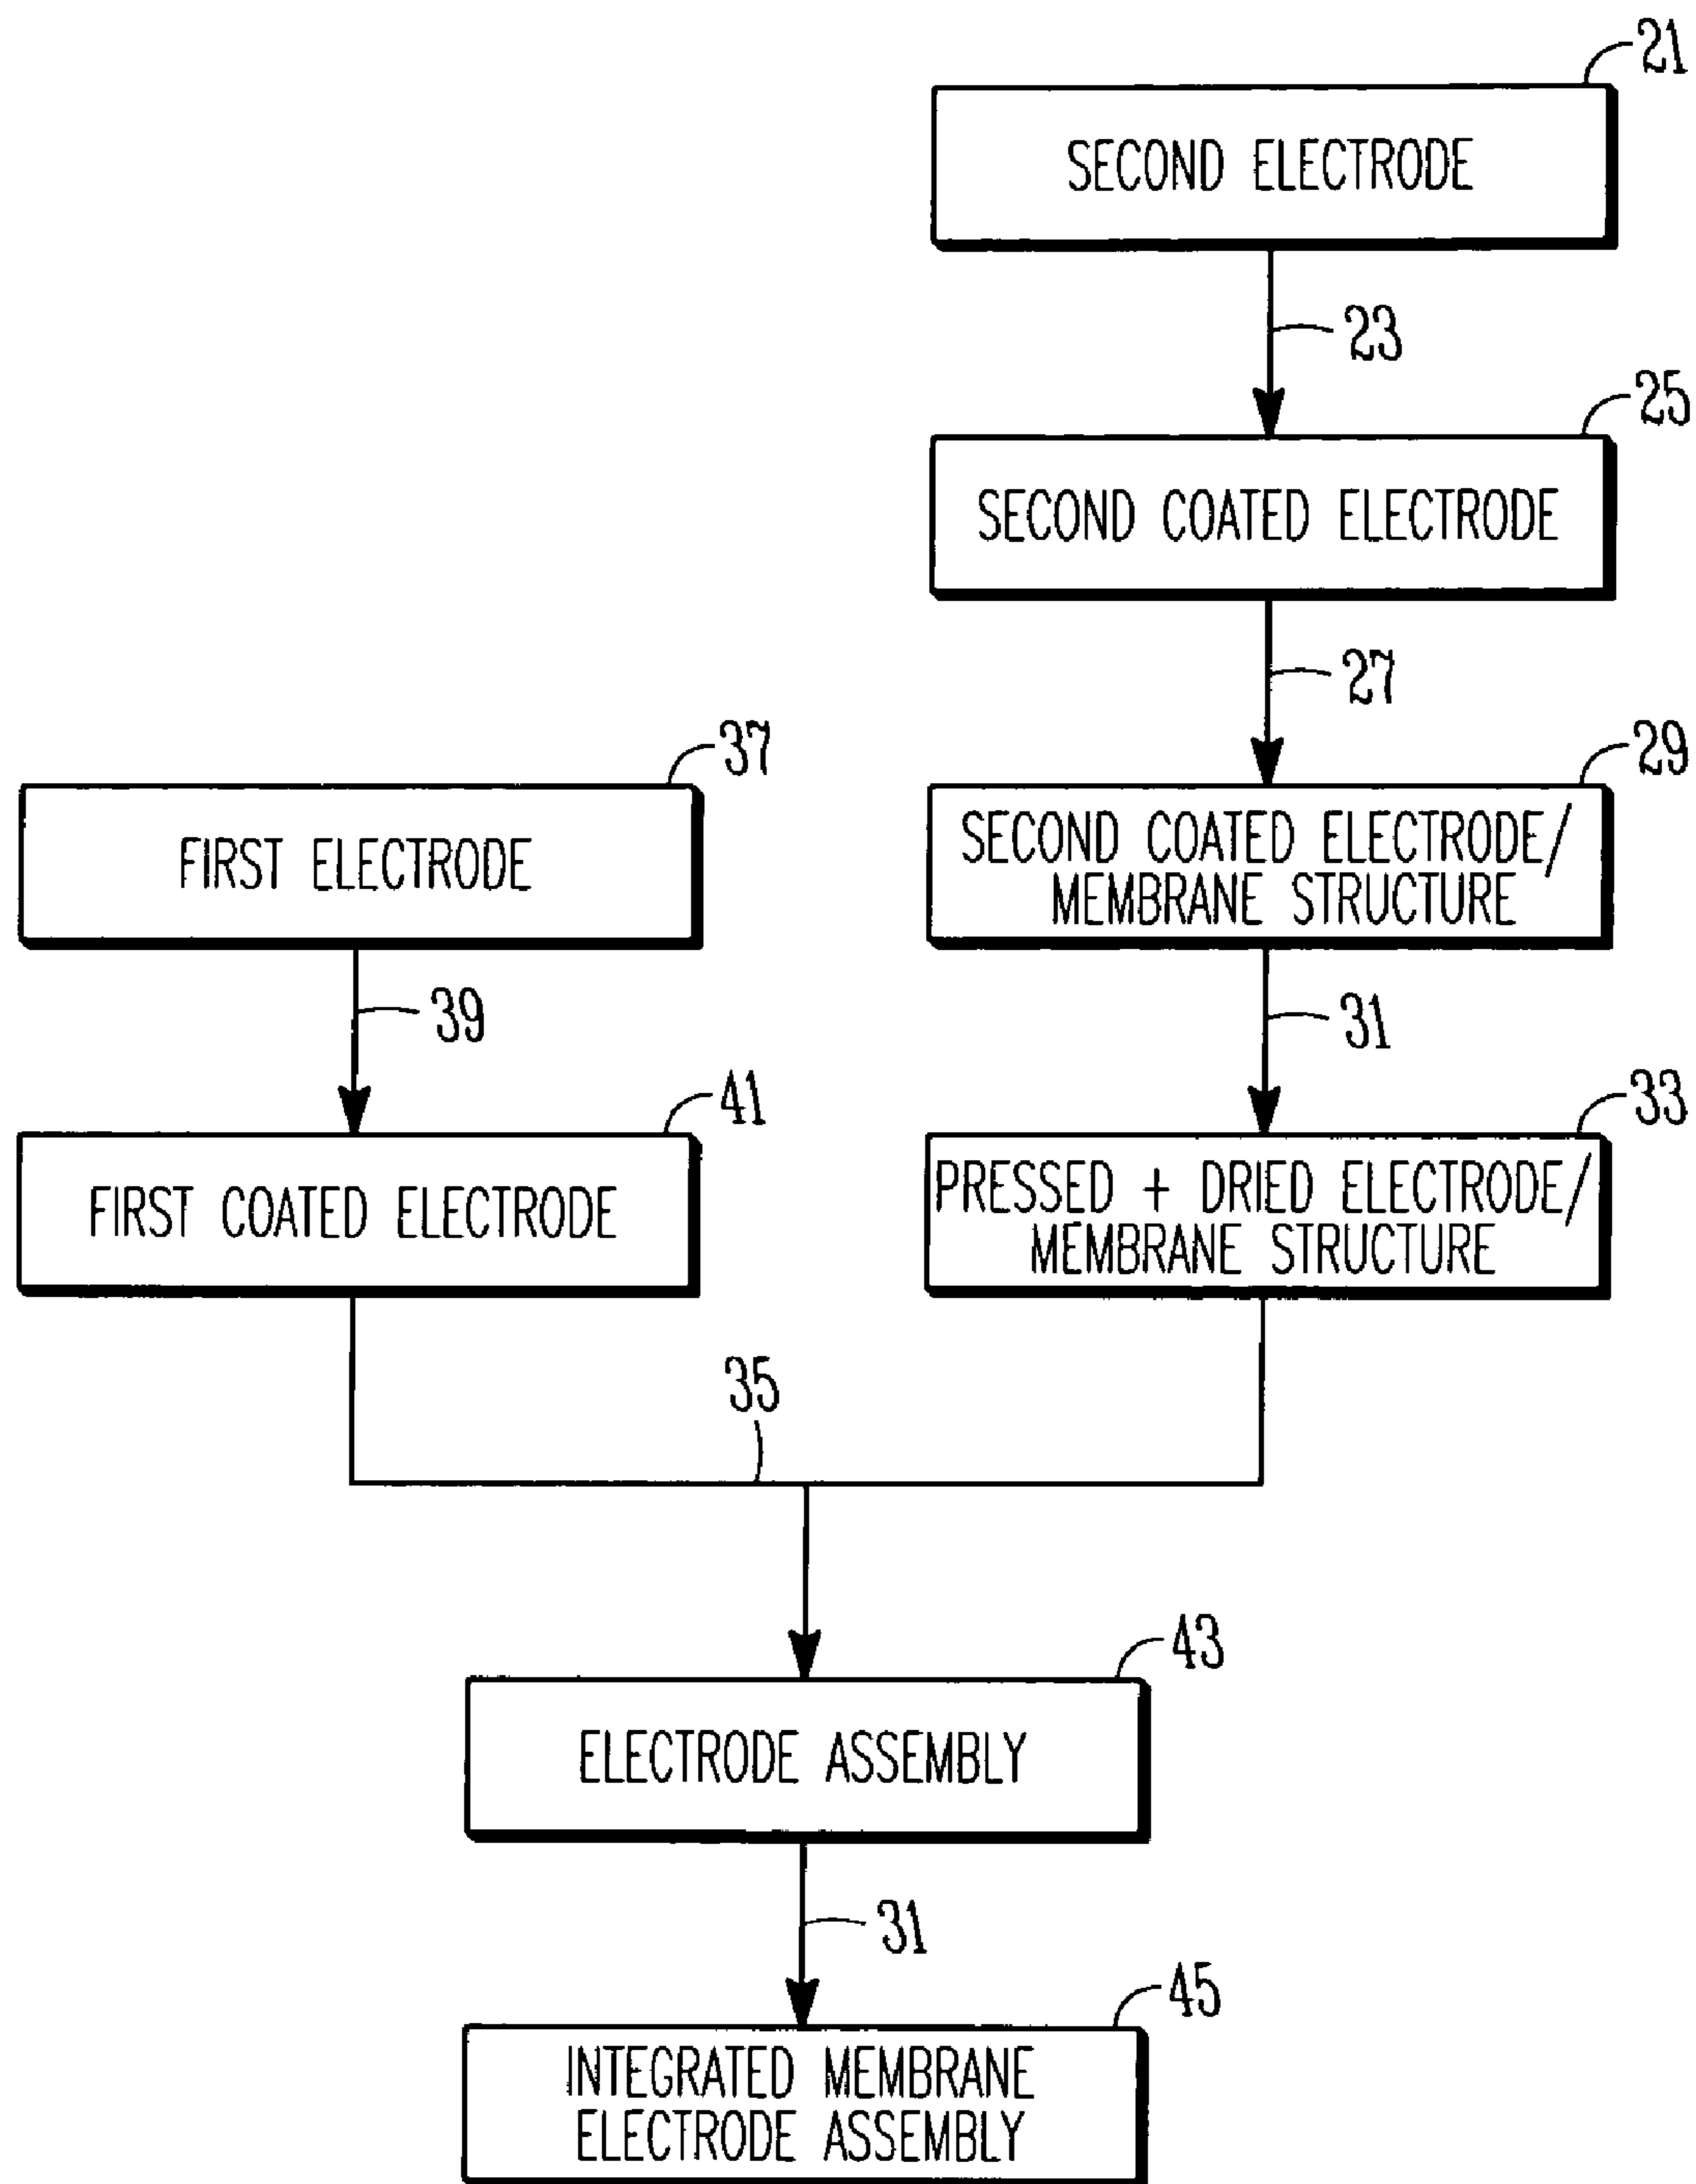 21
SECOND ELECTRODE
23
25
SECOND COATED ELECTRODE
27
37
29
FIRST ELECTRODE
SECOND COATED ELECTRODE/
MEMBRANE STRUCTURE
39
31
41
33
FIRST COATED ELECTRODE
PRESSED + DRIED ELECTRODE/
MEMBRANE STRUCTURE
35
43
ELECTRODE ASSEMBLY
31
45
INTEGRATED MEMBRANE
ELECTRODE ASSEMBLY